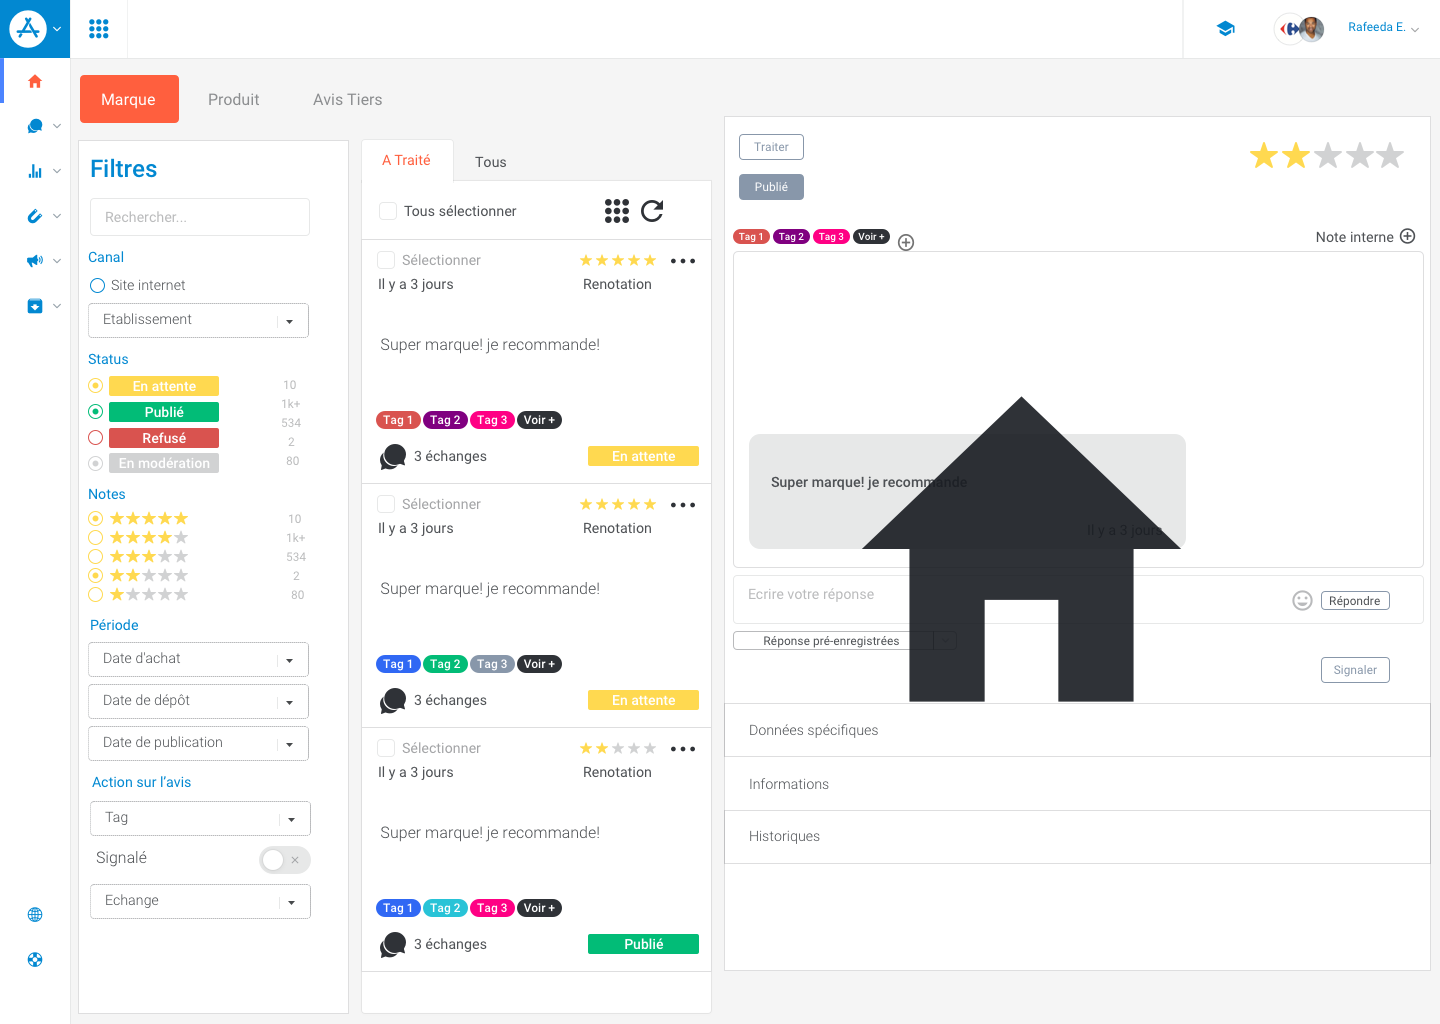 Rafeeda E.
Marque
Produit
Avis Tiers
Filtres
Rechercher...
Canal
Site internet
Etablissement
Status
En attente 10
Publié 1k+
534
Refusé 2
En modération 80
Notes
10
1k+
534
2
80
Période
Date d'achat
Date de dépôt
Date de publication
Action sur l’avis
Tag
Signalé
Echange
A Traité
Tous
Tous sélectionner
Sélectionner
Il y a 3 jours Renotation
Super marque! je recommande!
Tag 1 Tag 2 Tag 3 Voir +
3 échanges En attente
Sélectionner
Il y a 3 jours Renotation
Super marque! je recommande!
Tag 1 Tag 2 Tag 3 Voir +
3 échanges En attente
Sélectionner
Il y a 3 jours Renotation
Super marque! je recommande!
Tag 1 Tag 2 Tag 3 Voir +
3 échanges Publié
Traiter
Publié
Tag 1 Tag 2 Tag 3 Voir +
Note interne
Super marque! je recommande
Il y a 3 jours
Ecrire votre réponse
Répondre
Réponse pré-enregistrées
Signaler
Données spécifiques
Informations
Historiques